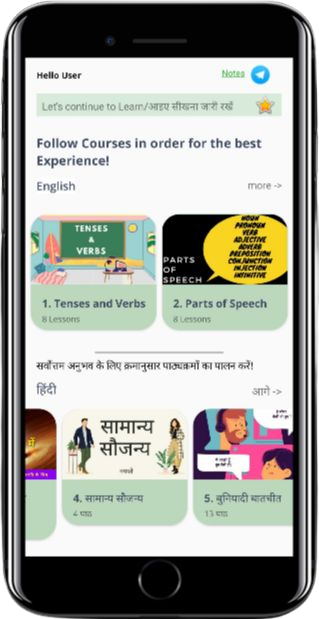 Hello User
Notes
Let's continue to Learn/आइए सीखना जारी रखें
Follow Courses in order for the best
Experience!
English
more ->
TENSES
&
VERBS
PARTS
OF
SPEECH
NOUN
PRONOUN
VERB
ADJECTIVE
ADVERB
PREPOSITION
CONJUNCTION
INJECTION
INFINITIVE
1. Tenses and Verbs
8 Lessons
2. Parts of Speech
8 Lessons
सर्वोत्तम अनुभव के लिए क्रमानुसार पाठ्यक्रमों का पालन करें!
हिंदी
आगे ->
में
सामान्य
सौजन्य
4. सामान्य सौजन्य
4 पाठ
5. बुनियादी बातचीत
13 पाठ